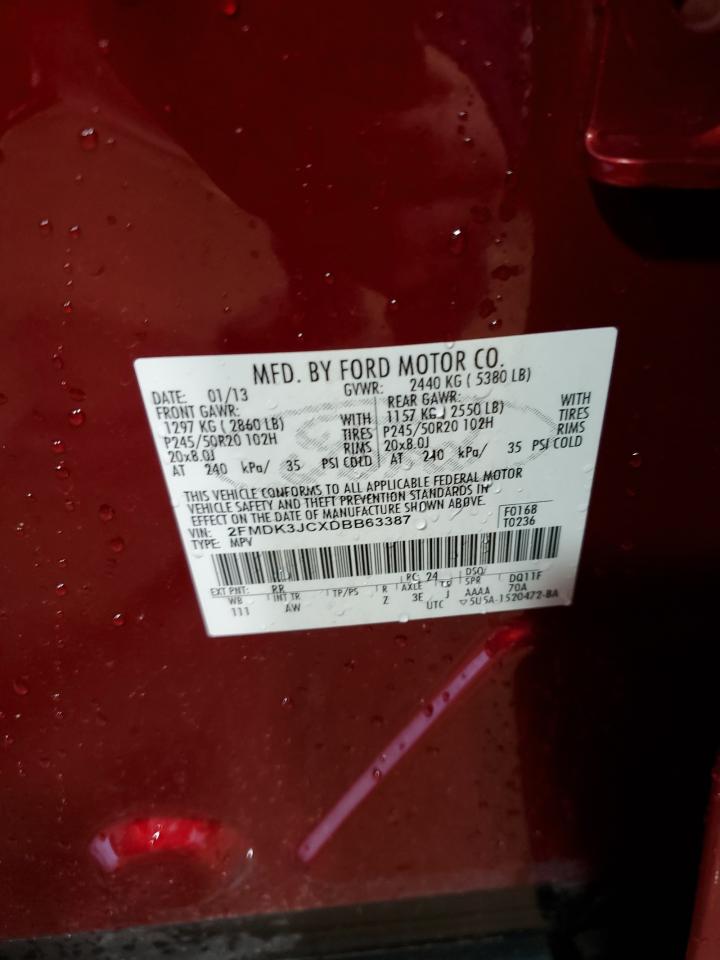 MFD. BY FORD MOTOR CO.
DATE: 01/13 GVWR: 2440 KG ( 5380 LB)
FRONT GAWR: REAR GAWR:
1297 KG ( 2860 LB) WITH 1157 KG ( 2550 LB) WITH
P245/50R20 102H TIRES P245/50R20 102H TIRES
20x8.0J RIMS 20x8.0J RIMS
AT 240 kPa/ 35 PSI COLD AT 240 kPa/ 35 PSI COLD
THIS VEHICLE CONFORMS TO ALL APPLICABLE FEDERAL MOTOR
VEHICLE SAFETY AND THEFT PREVENTION STANDARDS IN
EFFECT ON THE DATE OF MANUFACTURE SHOWN ABOVE.
VIN: 2FMDK3JCXDBB63387 F0168
TYPE: MPV T0236
EXT PNT: RR RC: 24 DSO:
WB INT TR TP/PS R AXLE SPR DQ11F
111 AW Z 3E J AAAA 70A
UTC ▽5U5A-1520472-BA